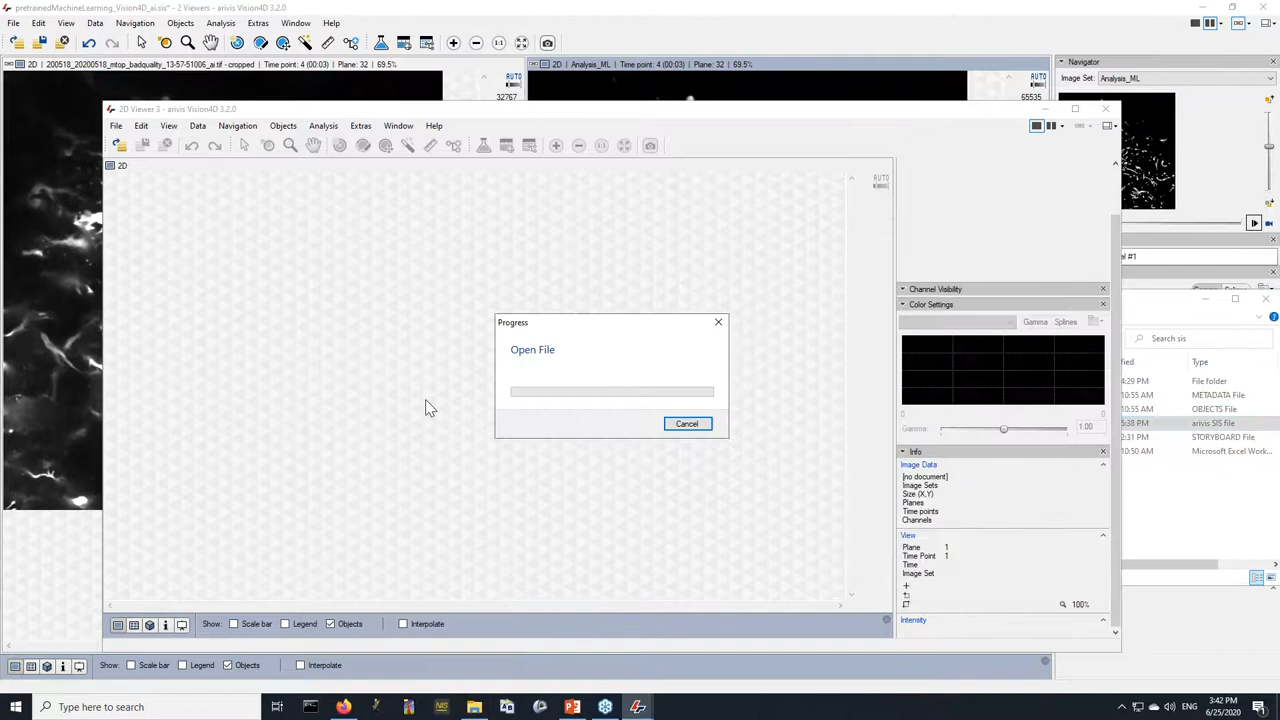 pretrainedMachineLearning_Vision4D_ai.sis* - 2 Viewers - arivis Vision4D 3.2.0
File Edit View Data Navigation Objects Analysis Extras Window Help
2D 200518_20200518_mtop_badquality_13-57-51006_ai.tif - cropped Time point: 4 (00:03) Plane: 32 69.5%
2D Analysis_ML Time point: 4 (00:03) Plane: 32 69.5%
Navigator
Image Set: Analysis_ML
AUTO
32767
AUTO
65535
2D Viewer 3 - arivis Vision4D 3.2.0
File Edit View Data Navigation Objects Analysis Extras Window Help
2D
AUTO
el #1
Channel Visibility
Color Settings
Gamma Splines
0 0
Gamma: 1.00
Progress
Open File
Cancel
Info
Image Data
[no document]
Image Sets
Size (X,Y)
Planes
Time points
Channels
View
Plane 1
Time Point 1
Time
Image Set
100%
Intensity
Search sis
fied Type
4:29 PM File folder
10:55 AM METADATA File
10:55 AM OBJECTS File
5:38 PM arivis SIS file
2:31 PM STORYBOARD File
10:50 AM Microsoft Excel Work...
Show: Scale bar Legend Objects Interpolate
Show: Scale bar Legend Objects Interpolate
Type here to search
NIS
ENG
3:42 PM
6/25/2020